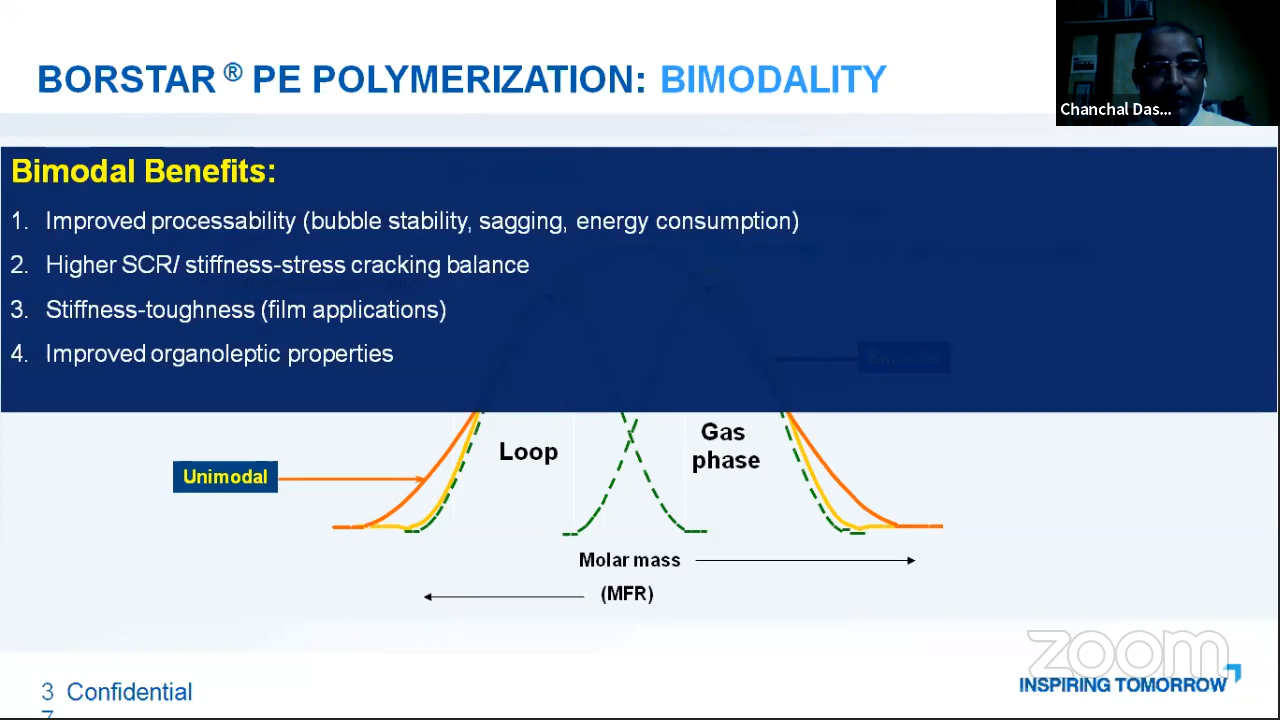 BORSTAR ® PE POLYMERIZATION: BIMODALITY
Chanchal Das...
Bimodal Benefits:
1. Improved processability (bubble stability, sagging, energy consumption)
2. Higher SCR/ stiffness-stress cracking balance
3. Stiffness-toughness (film applications)
4. Improved organoleptic properties
Bimodal
Loop
Gas
phase
Unimodal
Molar mass
(MFR)
zoom
INSPIRING TOMORROW
3 Confidential
7